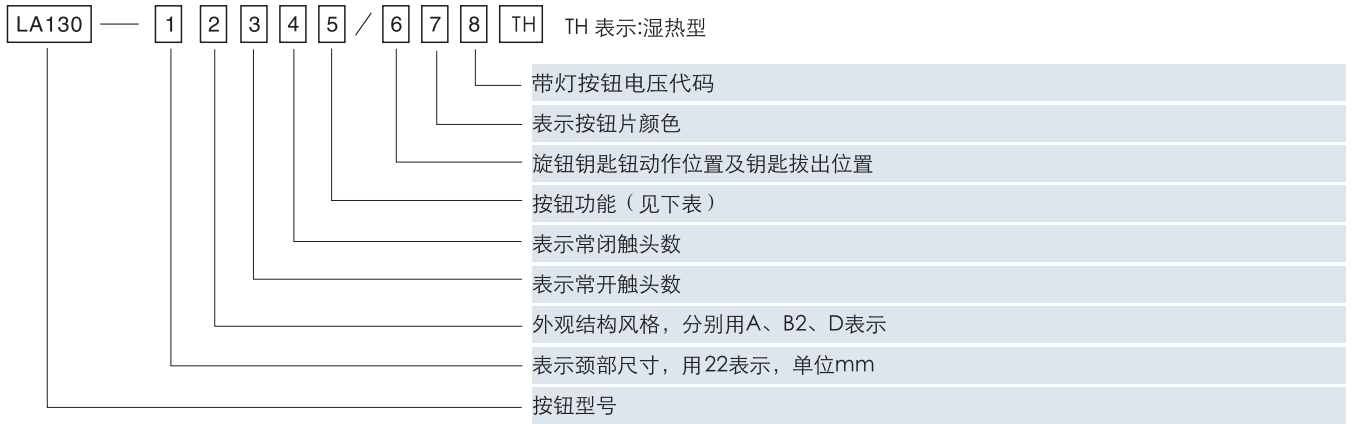 LA130 — 1 2 3 4 5 / 6 7 8 TH TH 表示:湿热型
带灯按钮电压代码
表示按钮片颜色
旋钮钥匙钮动作位置及钥匙拔出位置
按钮功能（见下表）
表示常闭触头数
表示常开触头数
外观结构风格，分别用A、B2、D表示
表示颈部尺寸，用22表示，单位mm
按钮型号